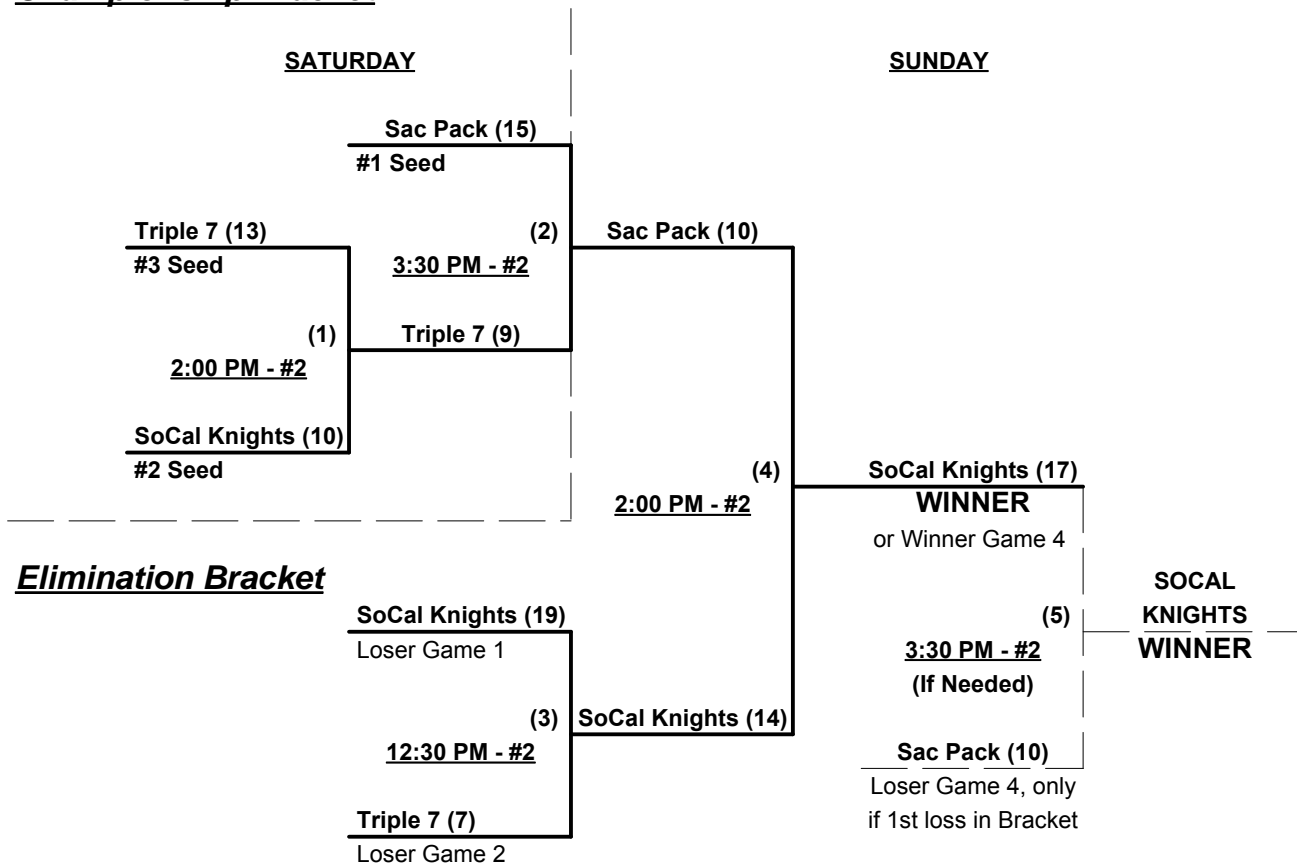 SATURDAY
SUNDAY
Sac Pack (15)
#1 Seed
Triple 7 (13)
#3 Seed
(2)
3:30 PM - #2
Sac Pack (10)
(1)
2:00 PM - #2
Triple 7 (9)
SoCal Knights (10)
#2 Seed
(4)
2:00 PM - #2
SoCal Knights (17)
WINNER
or Winner Game 4
Elimination Bracket
SoCal Knights (19)
Loser Game 1
(5)
3:30 PM - #2
(If Needed)
SOCAL
KNIGHTS
WINNER
(3)
12:30 PM - #2
SoCal Knights (14)
Sac Pack (10)
Loser Game 4, only
if 1st loss in Bracket
Triple 7 (7)
Loser Game 2